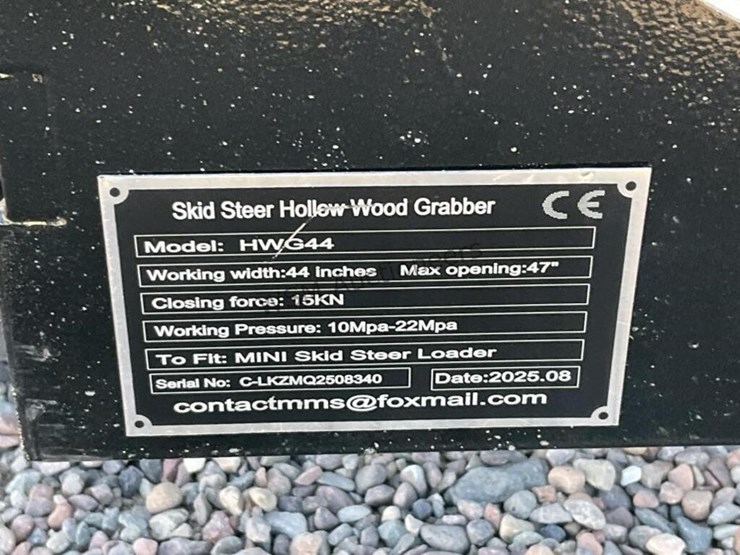 Skid Steer Hollow Wood Grabber CE
Model: HWG44
Working width:44 inches Max opening:47"
Closing force: 15KN
Working Pressure: 10Mpa-22Mpa
To Fit: MINI Skid Steer Loader
Serial No: C-LKZMQ2508340 Date:2025.08
contactmms@foxmail.com